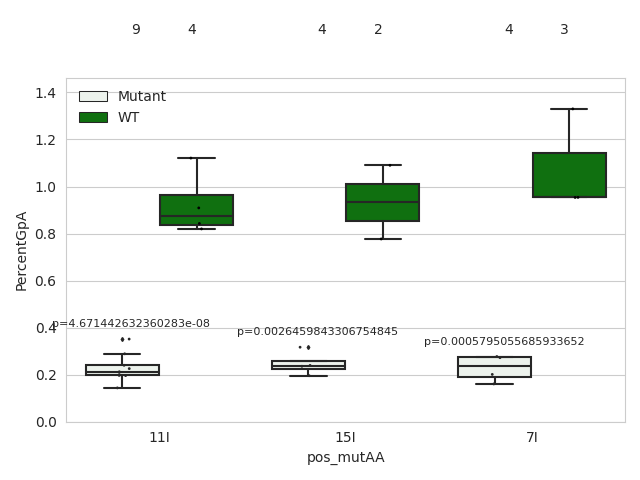 9 4 4 2 4 3
1.4
Mutant
WT
1.2
1.0
0.8
0.6
0.4
0.2
0.0
PercentGpA
p=4.671442632360283e-08
p=0.0026459843306754845
p=0.0005795055685933652
11I 15I 7I
pos_mutAA